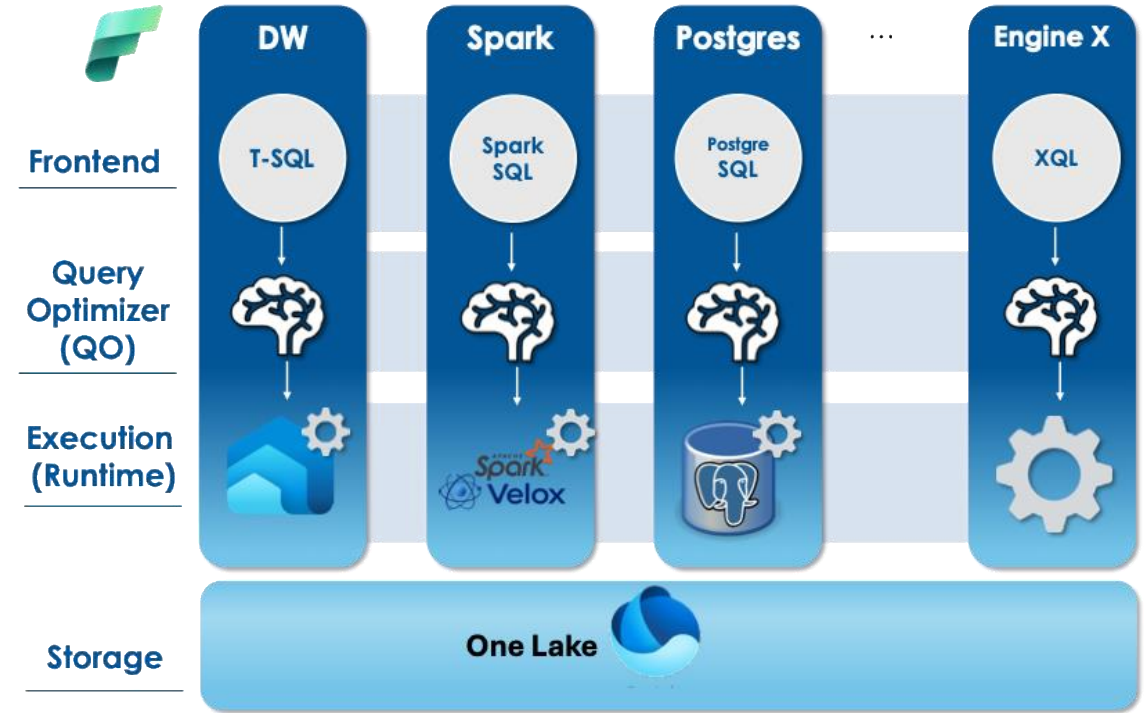 DW
Spark
Postgres
...
Engine X
Frontend
T-SQL
Spark
SQL
Postgre
SQL
XQL
Query
Optimizer
(QO)
Execution
(Runtime)
APACHE
Spark
Velox
Storage
One Lake